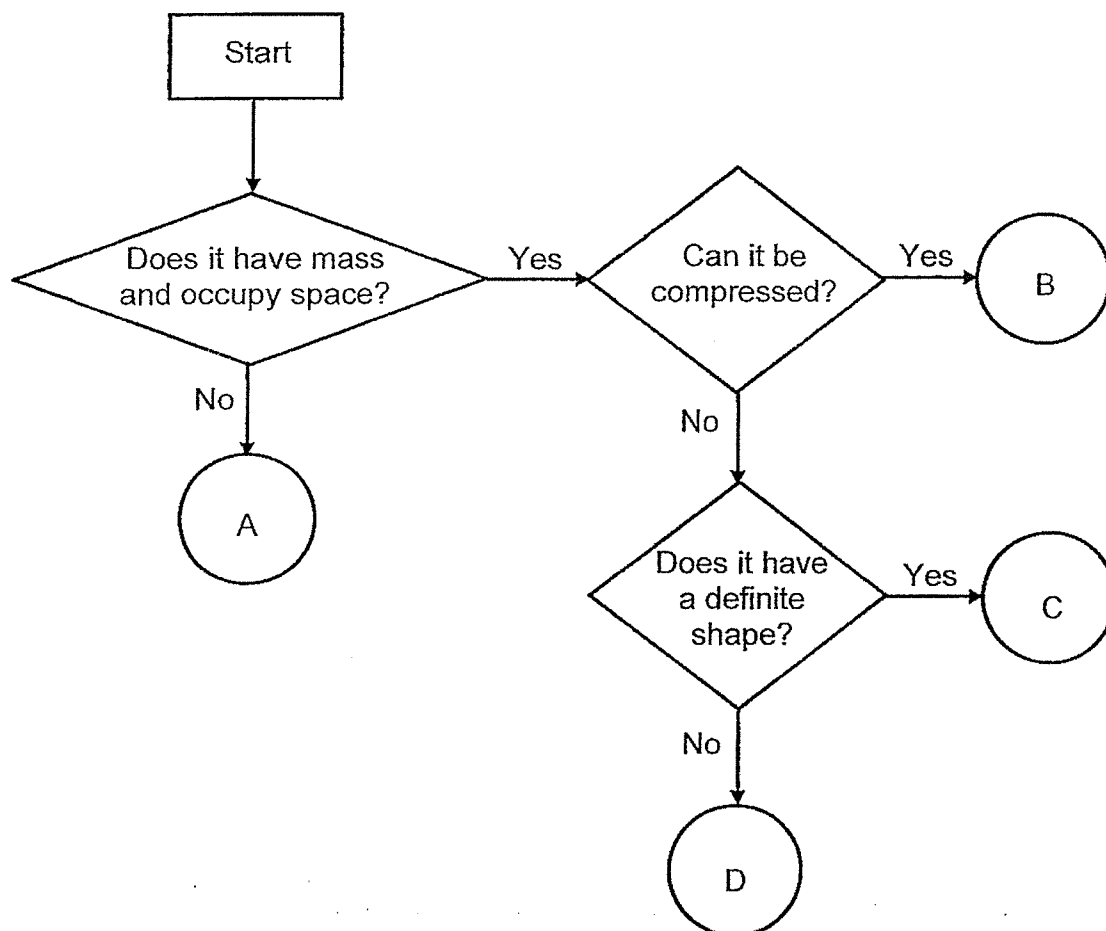 Start
Does it have mass
and occupy space?
Yes
Can it be
compressed?
Yes
B
No
A
No
Does it have
a definite
shape?
Yes
C
No
D